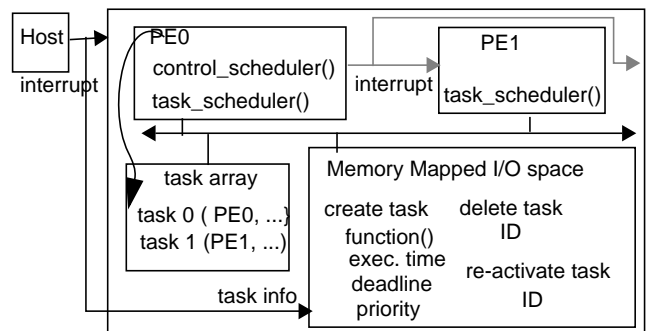 Host
interrupt
PE0
control_scheduler()
task_scheduler()
interrupt
PE1
task_scheduler()
task array
task 0 ( PE0, ...}
task 1 (PE1, ...)
task info
Memory Mapped I/O space
create task
function()
exec. time
deadline
priority
delete task
ID
re-activate task
ID